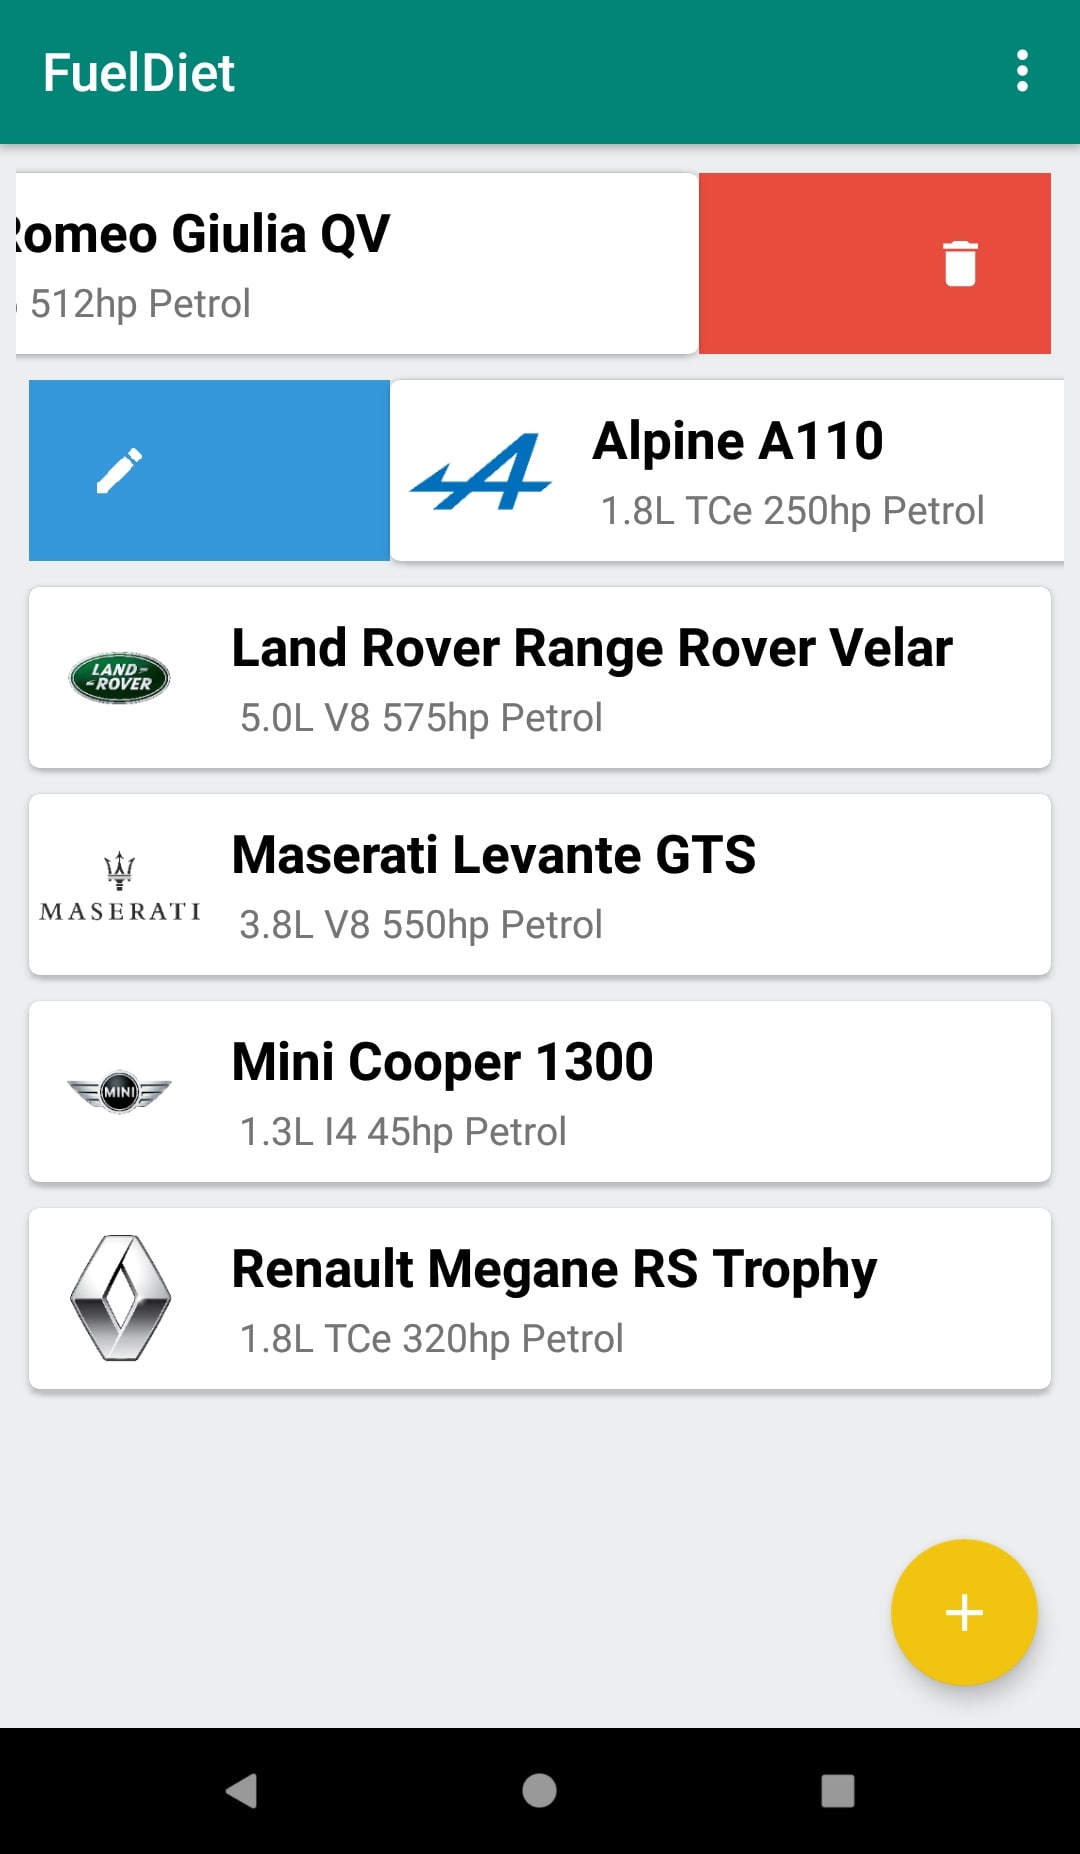 FuelDiet
Romeo Giulia QV
512hp Petrol
Alpine A110
1.8L TCe 250hp Petrol
LAND-
-ROVER
Land Rover Range Rover Velar
5.0L V8 575hp Petrol
MASERATI
Maserati Levante GTS
3.8L V8 550hp Petrol
MINI
Mini Cooper 1300
1.3L I4 45hp Petrol
Renault Megane RS Trophy
1.8L TCe 320hp Petrol